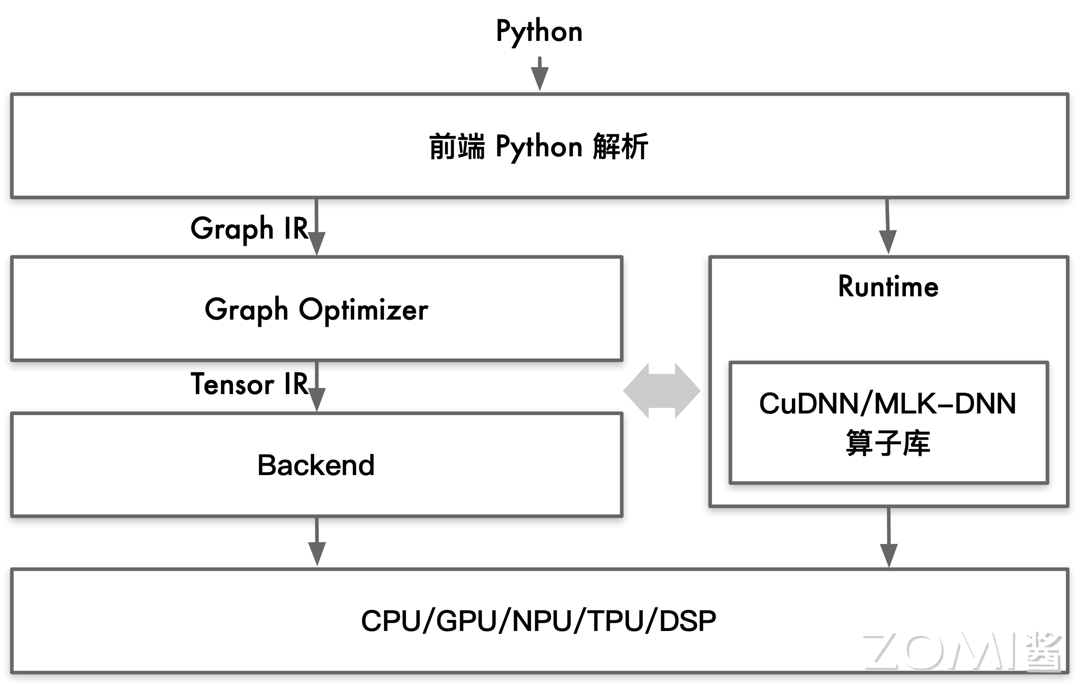 Python
前端 Python 解析
Graph IR
Graph Optimizer
Tensor IR
Backend
Runtime
CuDNN/MLK-DNN
算子库
CPU/GPU/NPU/TPU/DSP
ZOMI酱